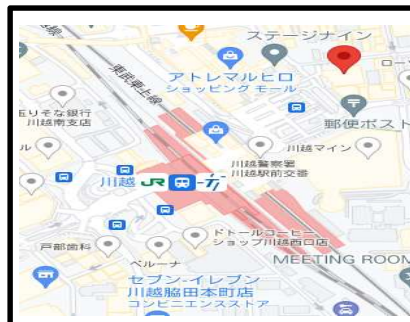 ステージナイン
東武東上線
アトレマルヒロ
ショッピング モール
ロー
玉りそな銀行
川越南支店
郵便ポスト
川越マイン
川越警察署
川越駅前交番
ル
川越 JR
ドトールコーヒー
ショップ川越西口店
戸部歯科
ベルーナ
MEETING ROOM
セブン-イレブン
川越脇田本町店
コンビニエンスストア